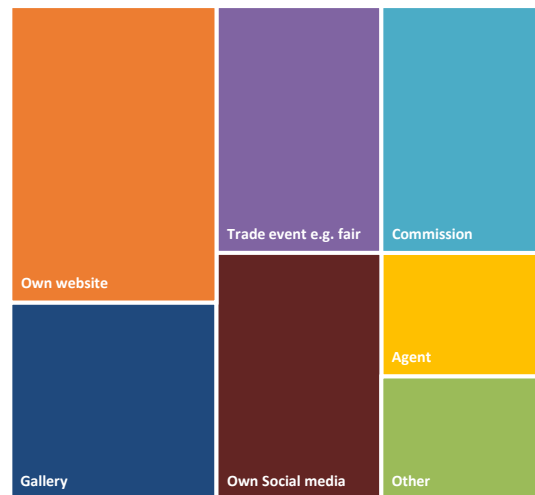 Trade event e.g. fair
Commission
Own website
Agent
Gallery
Own Social media
Other